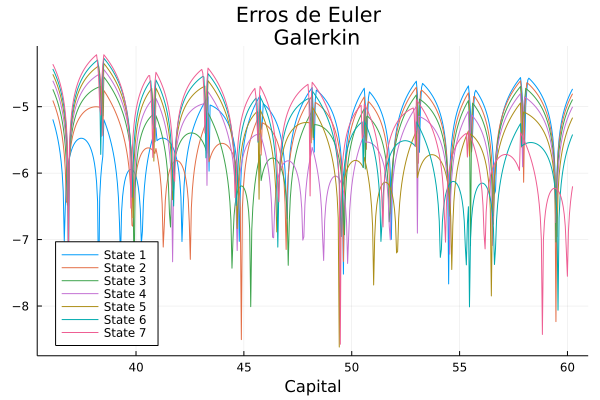 Erros de Euler
Galerkin
−5
−6
−7
−8
State 1
State 2
State 3
State 4
State 5
State 6
State 7
40
45
50
55
60
Capital